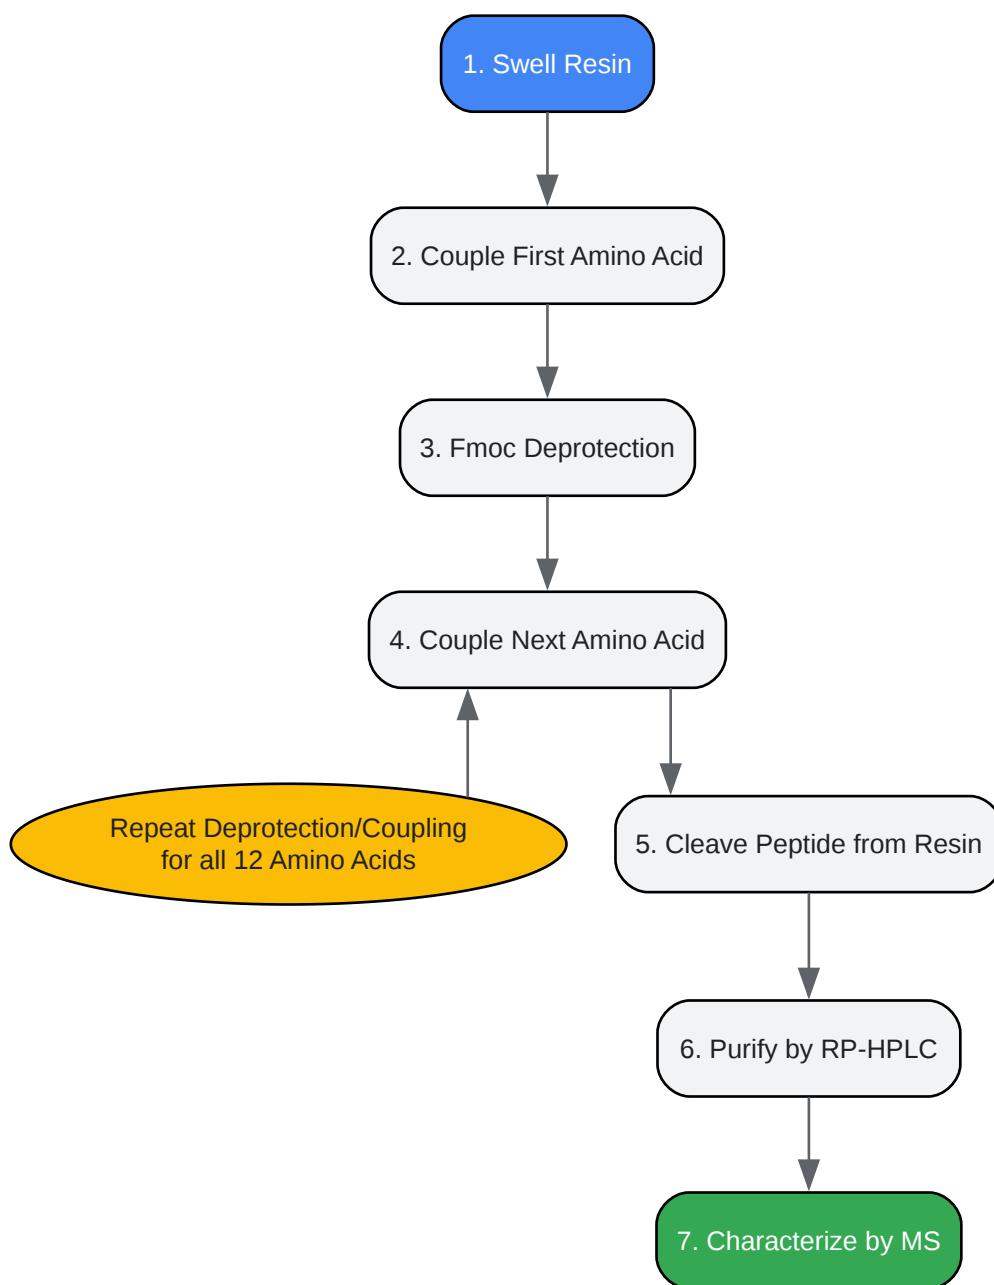 1. Swell Resin
2. Couple First Amino Acid
3. Fmoc Deprotection
4. Couple Next Amino Acid
Repeat Deprotection/Coupling
for all 12 Amino Acids
5. Cleave Peptide from Resin
6. Purify by RP-HPLC
7. Characterize by MS